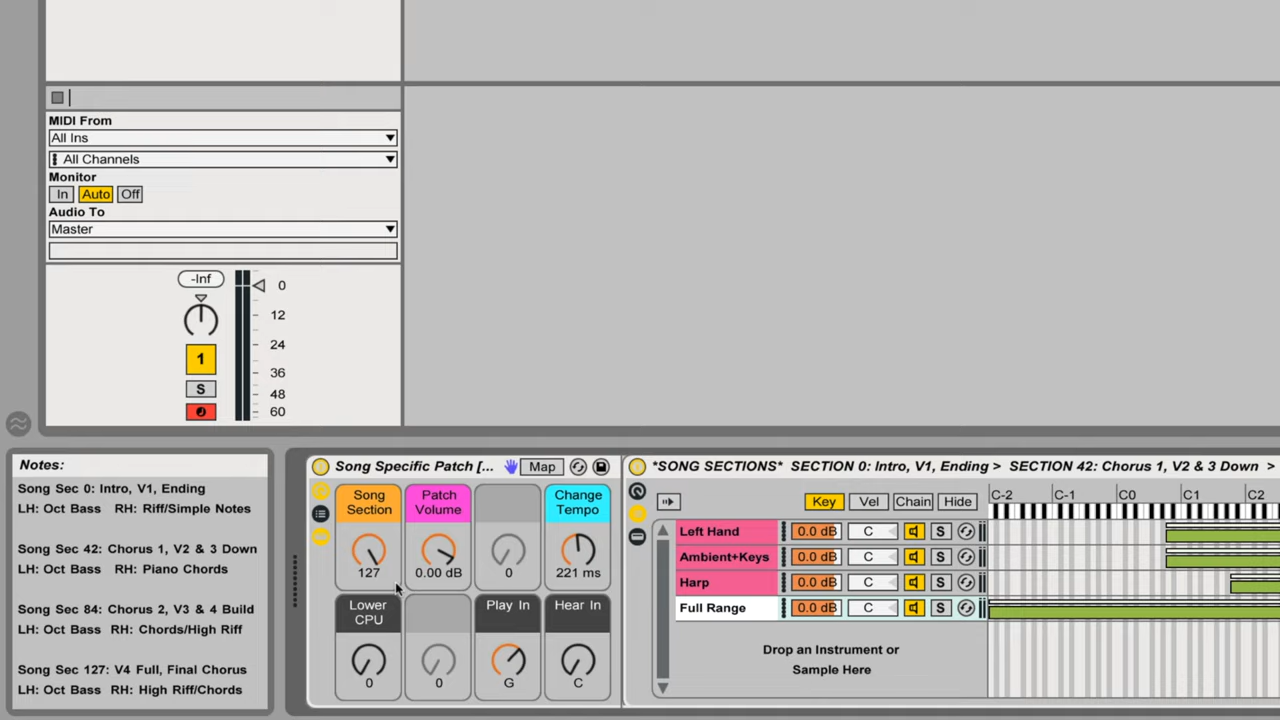 MIDI From
All Ins
All Channels
Monitor
In Auto Off
Audio To
Master
-Inf
0
12
24
36
48
60
1
S
Notes:
Song Sec 0: Intro, V1, Ending
LH: Oct Bass RH: Riff/Simple Notes
Song Sec 42: Chorus 1, V2 & 3 Down
LH: Oct Bass RH: Piano Chords
Song Sec 84: Chorus 2, V3 & 4 Build
LH: Oct Bass RH: Chords/High Riff
Song Sec 127: V4 Full, Final Chorus
LH: Oct Bass RH: High Riff/Chords
Song Specific Patch [... Map
Song Section
127
Patch Volume
0.00 dB
0
Change Tempo
221 ms
Lower CPU
0
0
Play In
G
Hear In
C
*SONG SECTIONS* SECTION 0: Intro, V1, Ending > SECTION 42: Chorus 1, V2 & 3 Down >
Key Vel Chain Hide
C-2 C-1 C0 C1 C2
Left Hand 0.0 dB C S
Ambient+Keys 0.0 dB C S
Harp 0.0 dB C S
Full Range 0.0 dB C S
Drop an Instrument or
Sample Here